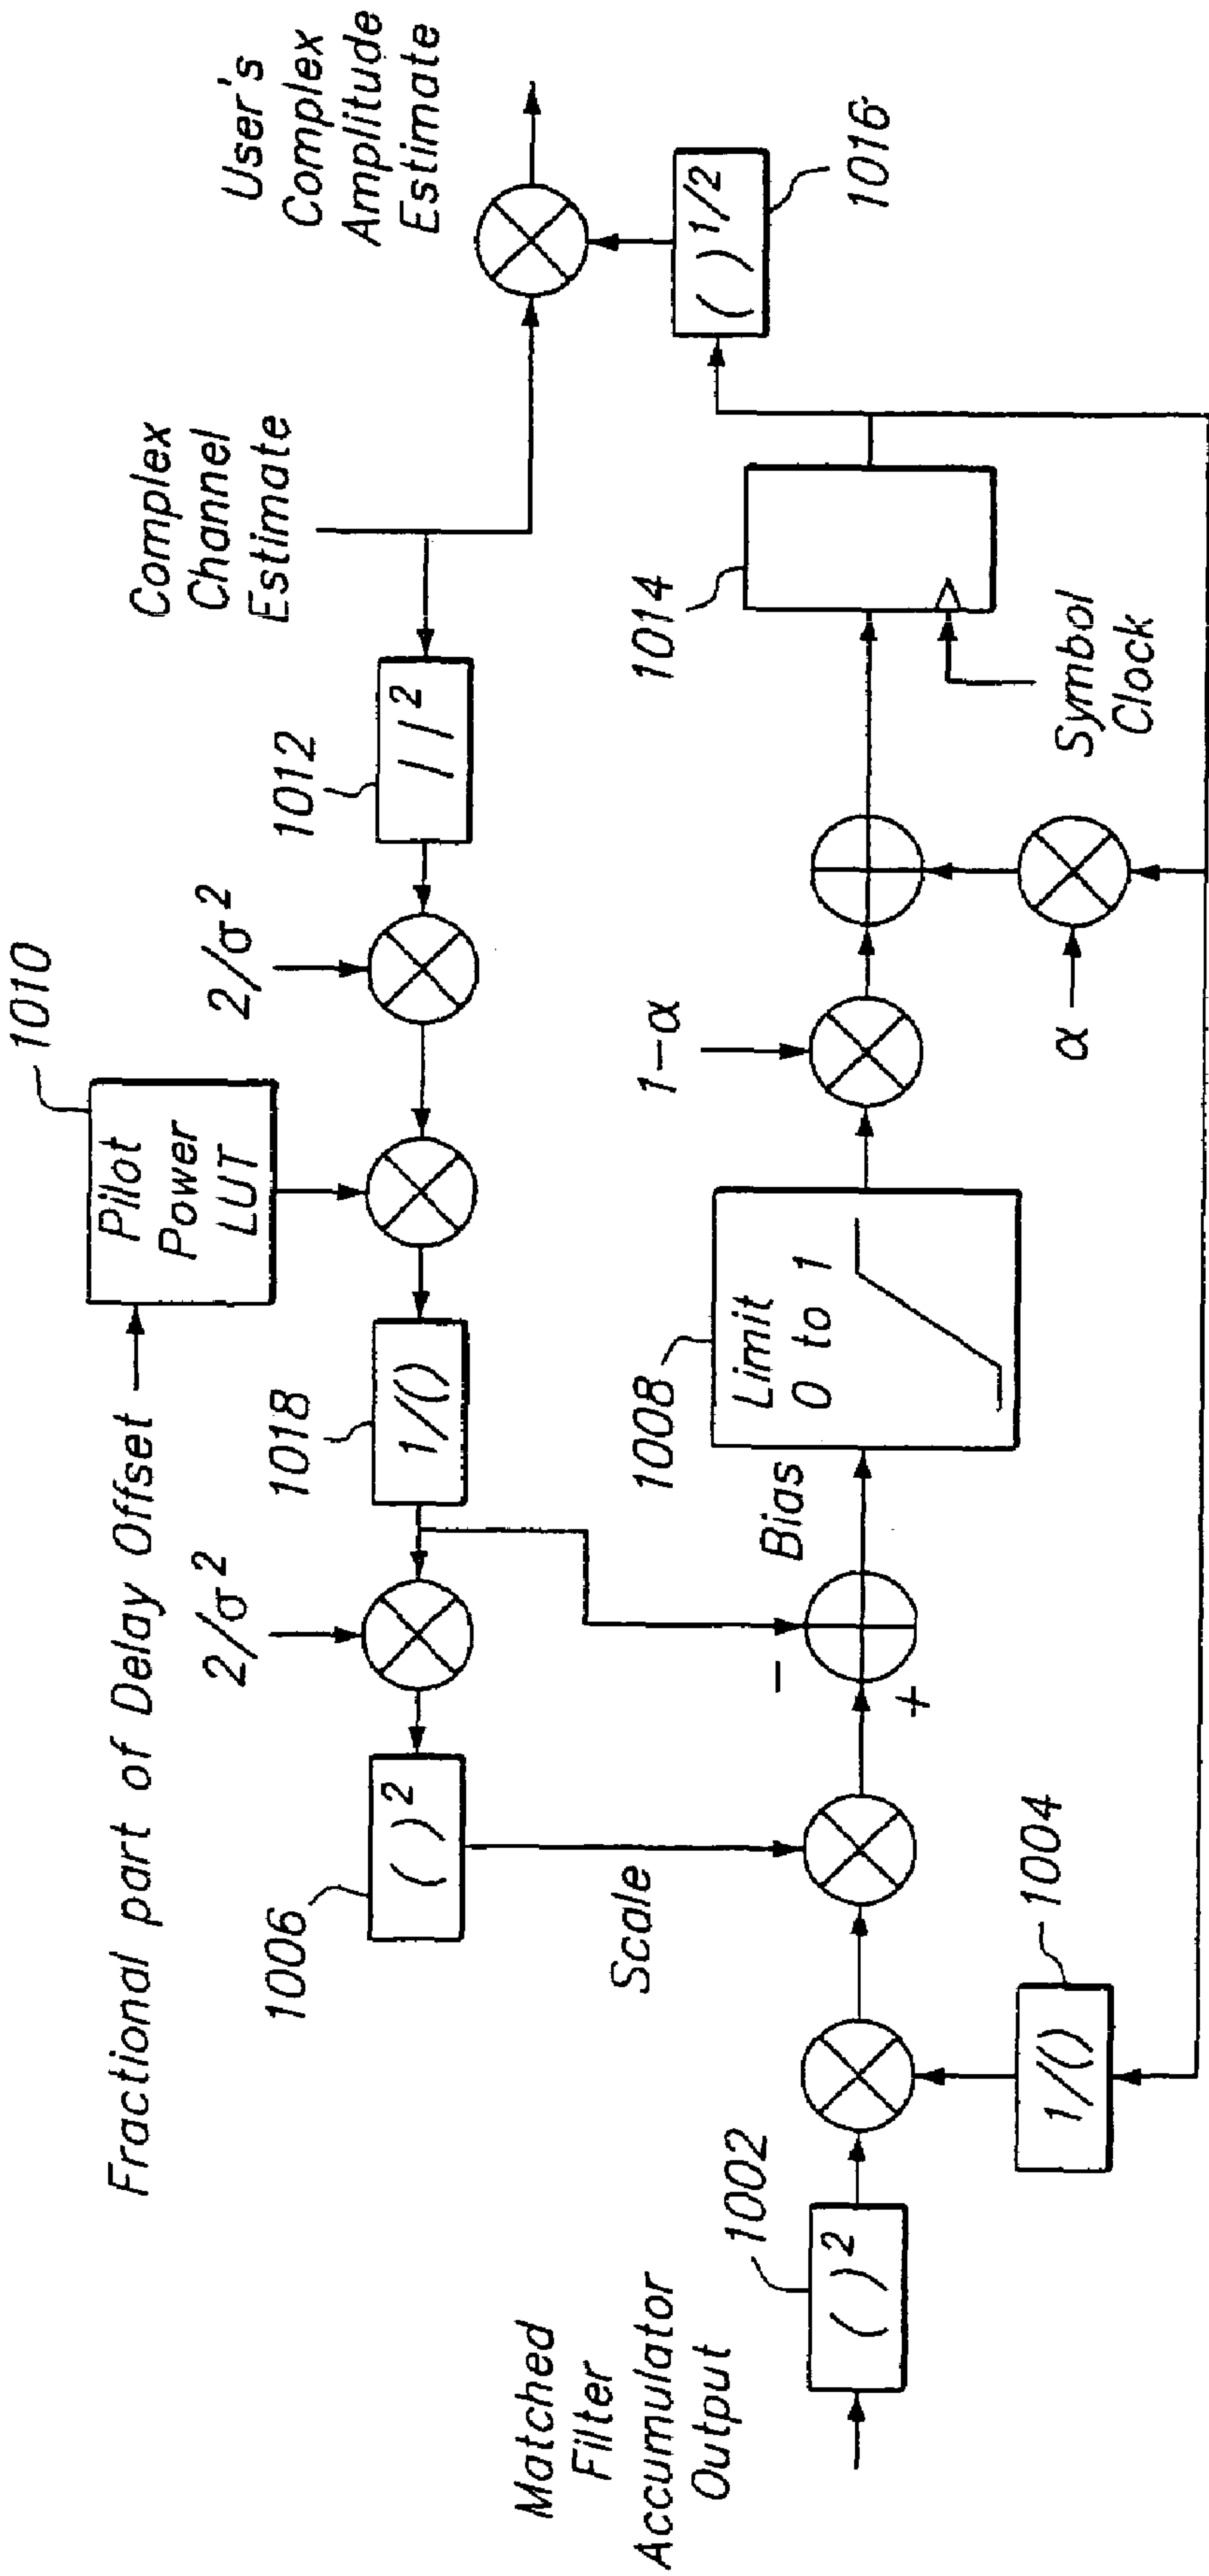 Fractional part of Delay Offset
Pilot
Power
LUT
1010
Complex
Channel
Estimate
User's
Complex
Amplitude
Estimate
2/σ²
1018
1/()
2/σ²
1012
| |²
1006
( )²
Scale
Matched
Filter
Accumulator
Output
1002
( )²
1/()
1004
-
+
Bias
1008
Limit
0 to 1
1-α
α
1014
Symbol
Clock
( )1/2
1016